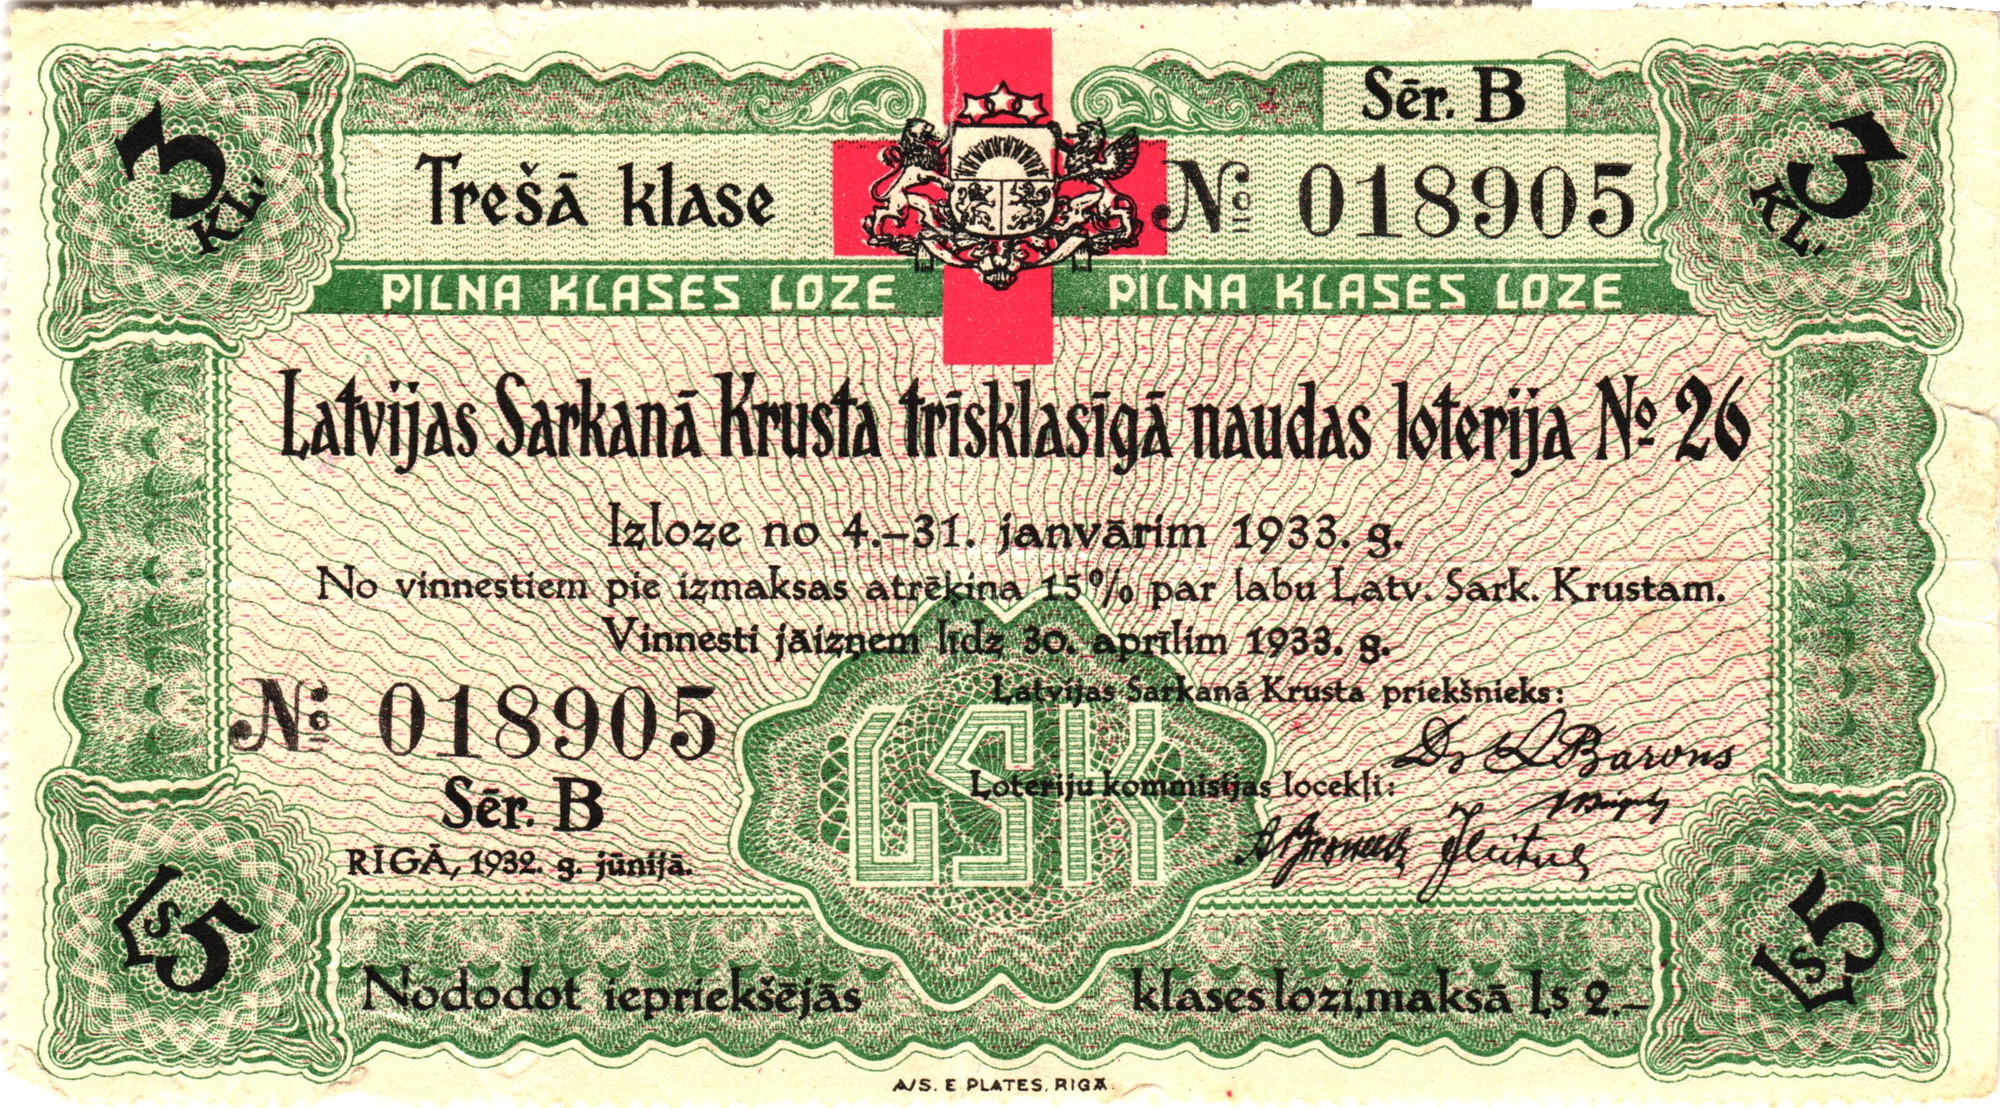 Sēr. B
3 KL.
Trešā klase
№ 018905
3 KL.
PILNA KLASES LOZE PILNA KLASES LOZE
Latvijas Sarkanā Krusta trīsklasīgā naudas loterija № 26
Izloze no 4.–31. janvārim 1933. g.
No vinnestiem pie izmaksas atrēķina 15% par labu Latv. Sark. Krustam.
Vinnesti jāizņem līdz 30. aprīlim 1933. g.
Latvijas Sarkanā Krusta priekšnieks:
№ 018905
Dr K Barons
LSK
Loteriju kommisijas locekļi:
Sēr. B
RĪGĀ, 1932. g. jūnijā.
Ls 5
Ls 5
Nododot iepriekšējās klases lozi, maksā Ls 2.–
A/S. E. PLATES, RIGĀ.